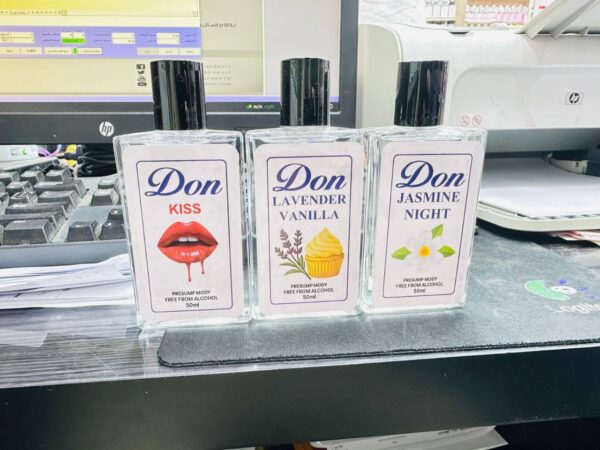 hp
Don
KISS
PRESUMP MODY
FREE FROM ALCOHOL
50ml
Don
LAVENDER
VANILLA
PRESUMP MODY
FREE FROM ALCOHOL
50ml
Don
JASMINE
NIGHT
PRESUMP MODY
FREE FROM ALCOHOL
50ml
hp